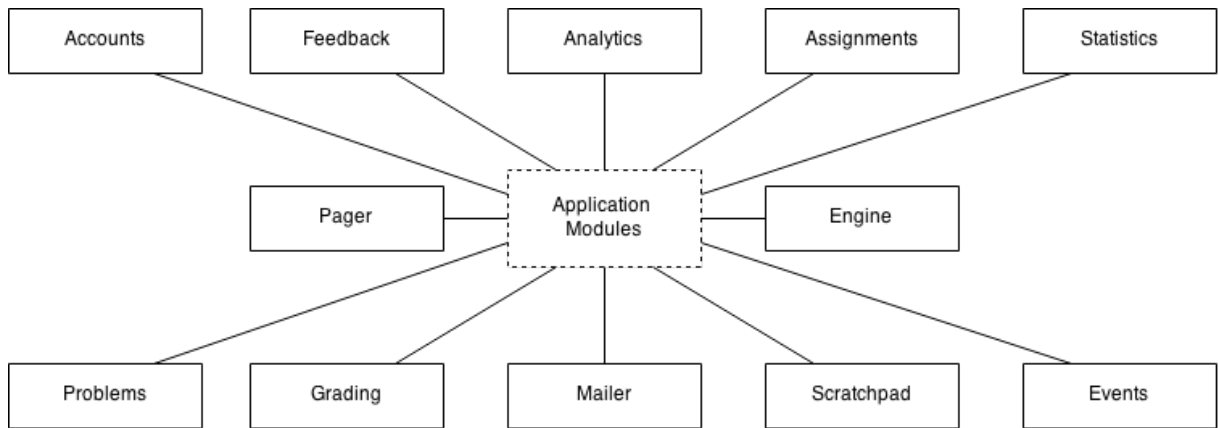 Accounts
Feedback
Analytics
Assignments
Statistics
Pager
Application
Modules
Engine
Problems
Grading
Mailer
Scratchpad
Events